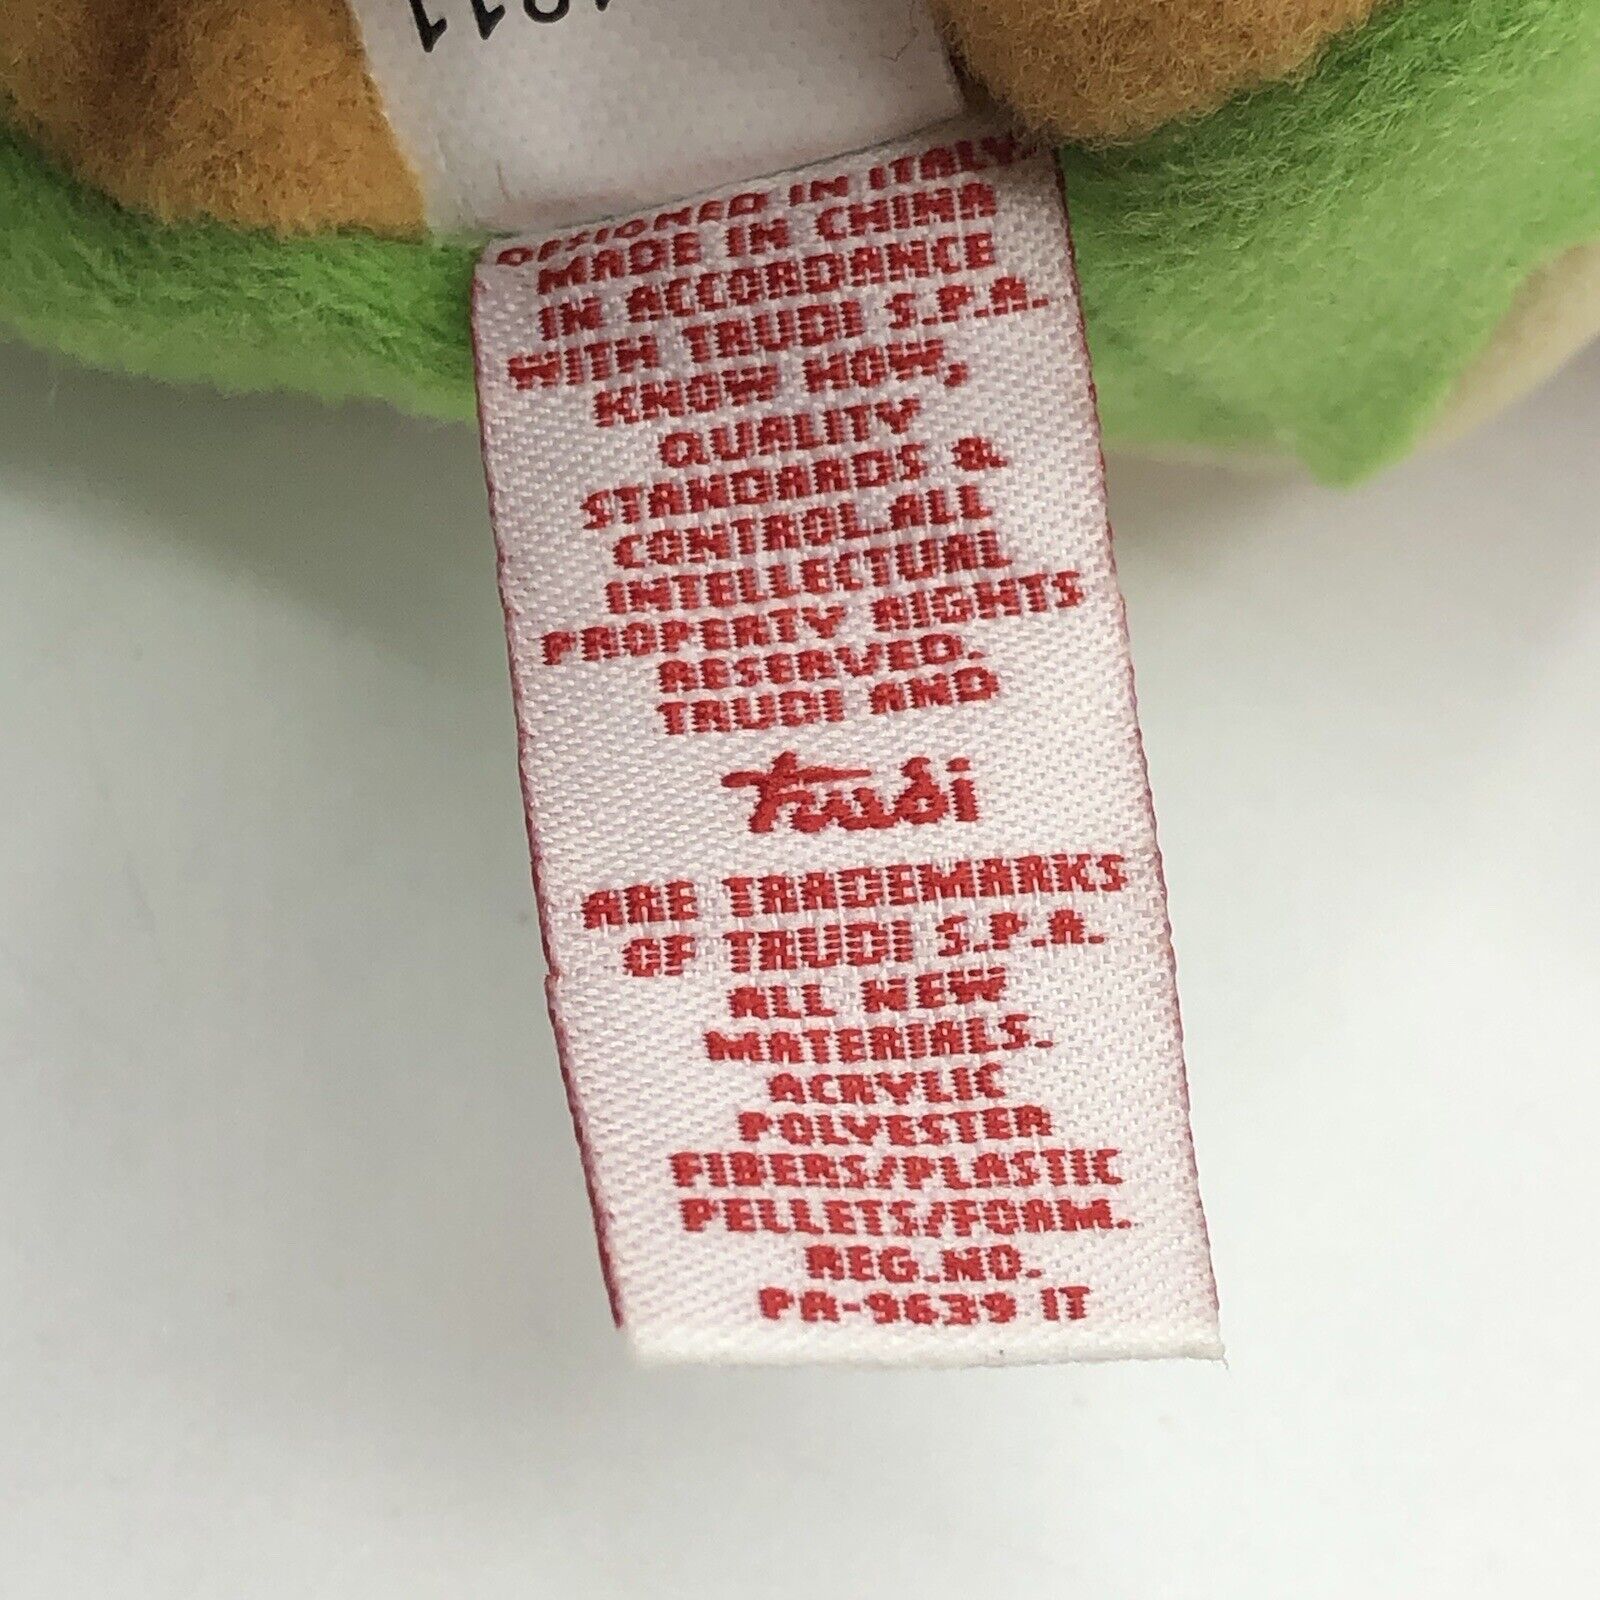 DESIGNED IN ITALY
MADE IN CHINA
IN ACCORDANCE
WITH TRUDI S.P.A.
KNOW HOW,
QUALITY
STANDARDS &
CONTROL.ALL
INTELLECTUAL
PROPERTY RIGHTS
RESERVED.
TRUDI AND
Trudi
ARE TRADEMARKS
OF TRUDI S.P.A.
ALL NEW
MATERIALS.
ACRYLIC
POLYESTER
FIBERS/PLASTIC
PELLETS/FOAM.
REG.NO.
PA-9639 IT